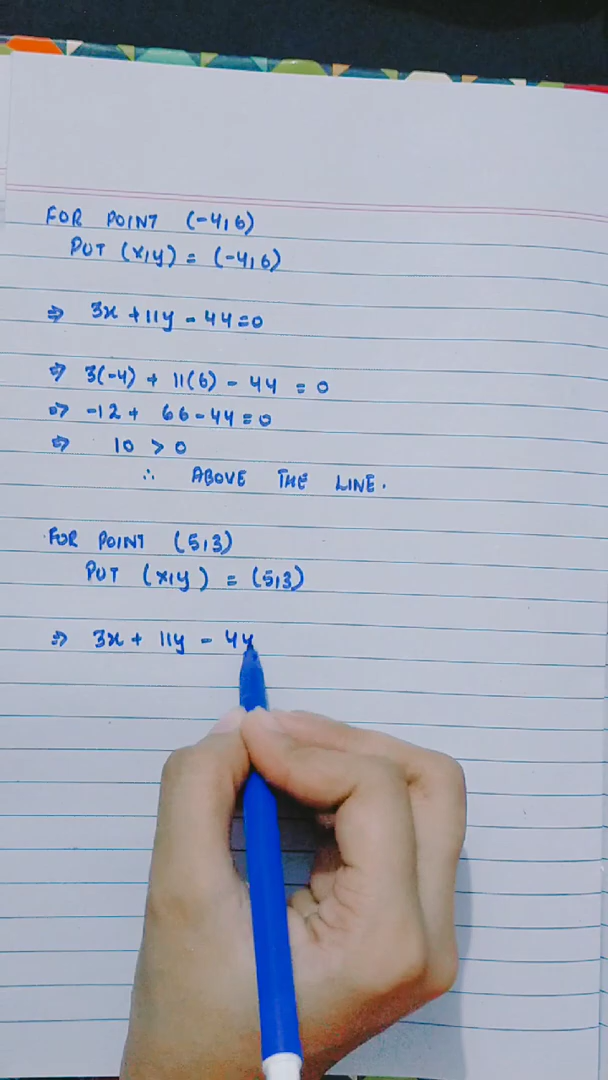 FOR POINT (-4,6)
PUT (x,y) = (-4,6)
⇒ 3x + 11y - 44 = 0
⇒ 3(-4) + 11(6) - 44 = 0
⇒ -12 + 66 - 44 = 0
⇒ 10 > 0
∴ ABOVE THE LINE.
FOR POINT (5,3)
PUT (x,y) = (5,3)
⇒ 3x + 11y - 44